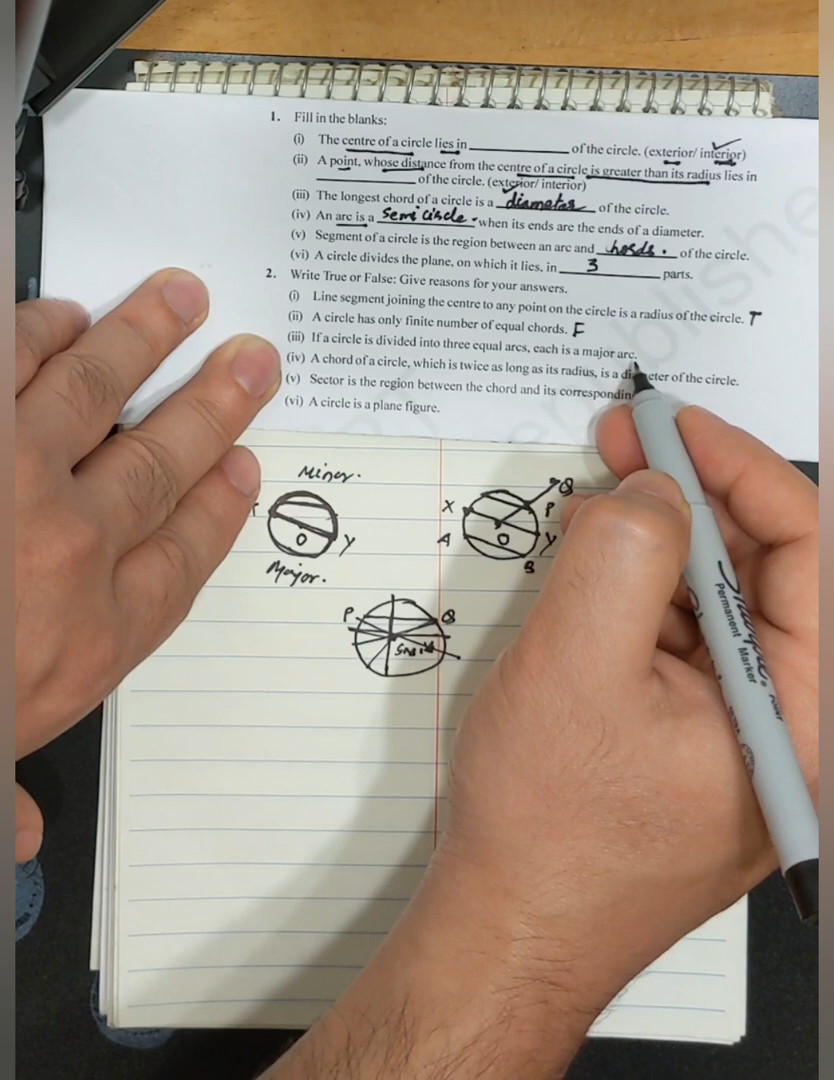 1. Fill in the blanks:
(i) The centre of a circle lies in ____________ of the circle. (exterior/ interior)
(ii) A point, whose distance from the centre of a circle is greater than its radius lies in
____________ of the circle. (exterior/ interior)
(iii) The longest chord of a circle is a diameter of the circle.
(iv) An arc is a Semi circle. when its ends are the ends of a diameter.
(v) Segment of a circle is the region between an arc and chords. of the circle.
(vi) A circle divides the plane, on which it lies, in 3 parts.
2. Write True or False: Give reasons for your answers.
(i) Line segment joining the centre to any point on the circle is a radius of the circle. T
(ii) A circle has only finite number of equal chords. F
(iii) If a circle is divided into three equal arcs, each is a major arc.
(iv) A chord of a circle, which is twice as long as its radius, is a diameter of the circle.
(v) Sector is the region between the chord and its
(vi) A circle is a plane figure.
Minor.
O Y
Major.
X Q P
A O Y
B
P Q
Permanent Marker
POINT